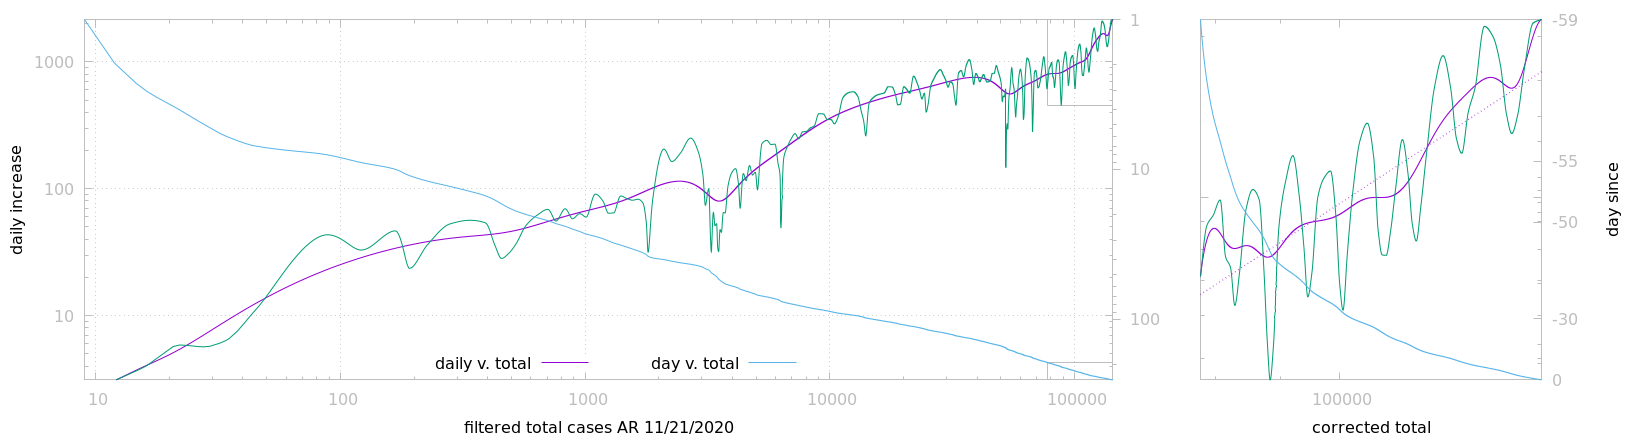 1000
100
10
daily increase
daily v. total
day v. total
10
100
1000
10000
100000
filtered total cases AR 11/21/2020
1
10
100
100000
corrected total
-59
-55
-50
-30
0
day since